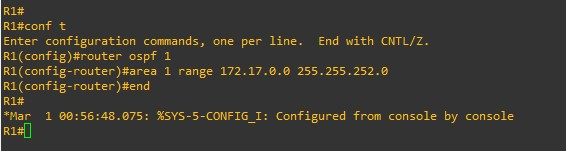 R1#
R1#conf t
Enter configuration commands, one per line.  End with CNTL/Z.
R1(config)#router ospf 1
R1(config-router)#area 1 range 172.17.0.0 255.255.252.0
R1(config-router)#end
R1#
*Mar  1 00:56:48.075: %SYS-5-CONFIG_I: Configured from console by console
R1#